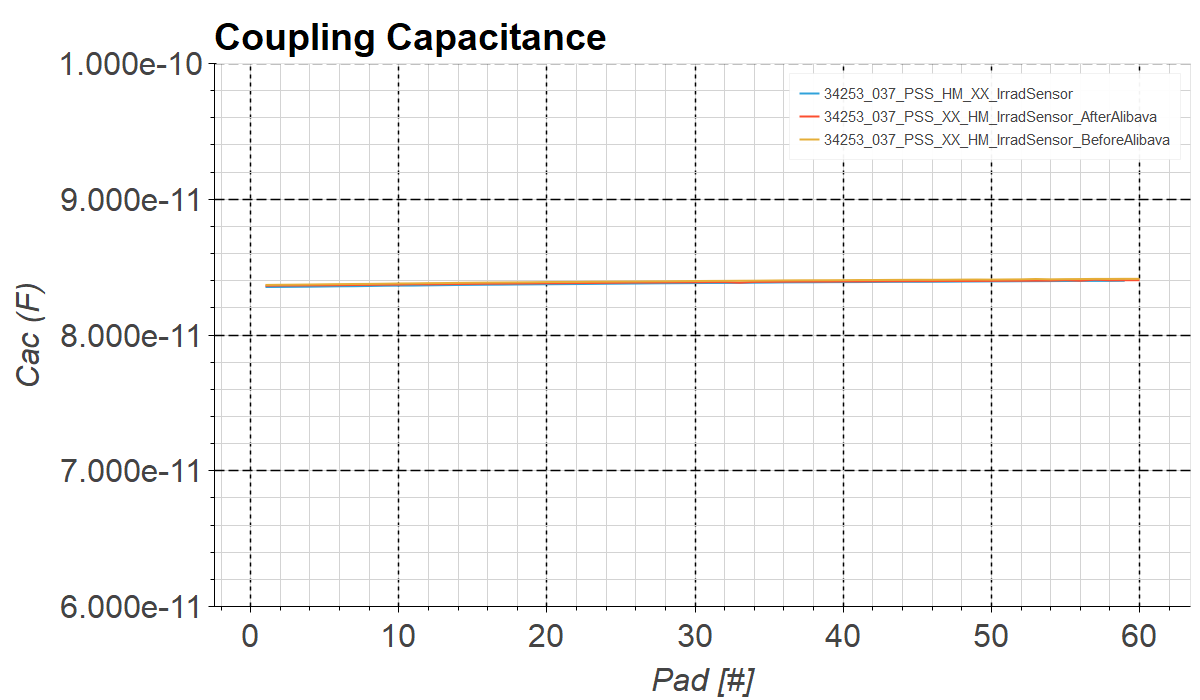 Coupling Capacitance
1.000e-10
9.000e-11
8.000e-11
7.000e-11
6.000e-11
Cac (F)
34253_037_PSS_HM_XX_IrradSensor
34253_037_PSS_XX_HM_IrradSensor_AfterAlibava
34253_037_PSS_XX_HM_IrradSensor_BeforeAlibava
0 10 20 30 40 50 60
Pad [#]